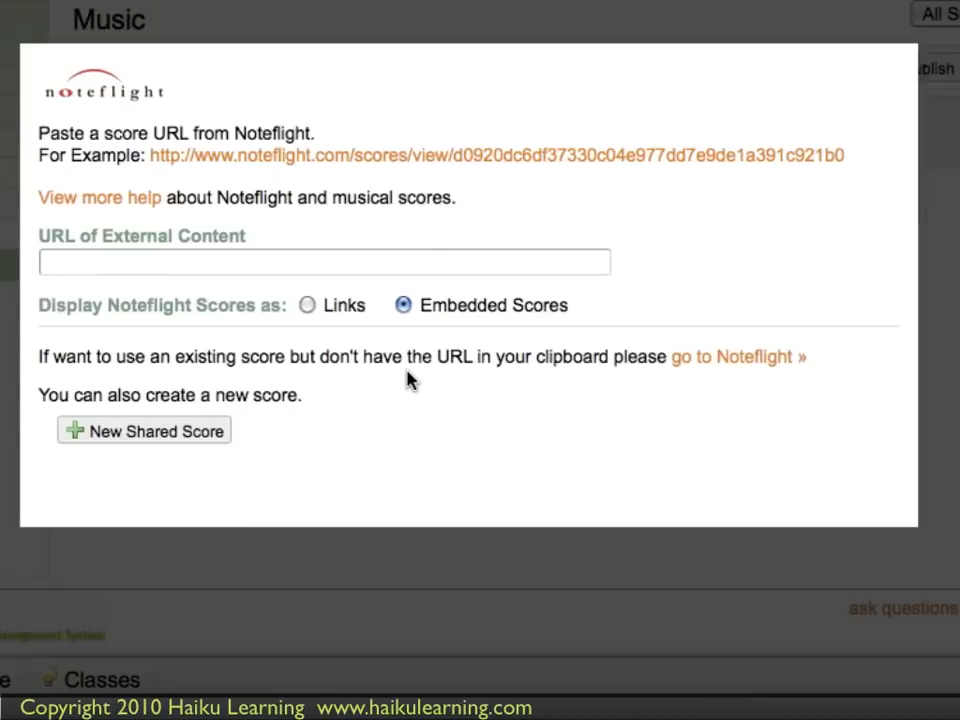 Music
All S
ublish
noteflight
Paste a score URL from Noteflight.
For Example: http://www.noteflight.com/scores/view/d0920dc6df37330c04e977dd7e9de1a391c921b0
View more help about Noteflight and musical scores.
URL of External Content
Display Noteflight Scores as: Links Embedded Scores
If want to use an existing score but don't have the URL in your clipboard please go to Noteflight »
You can also create a new score.
New Shared Score
ask questions
anagement System
e Classes
Copyright 2010 Haiku Learning www.haikulearning.com